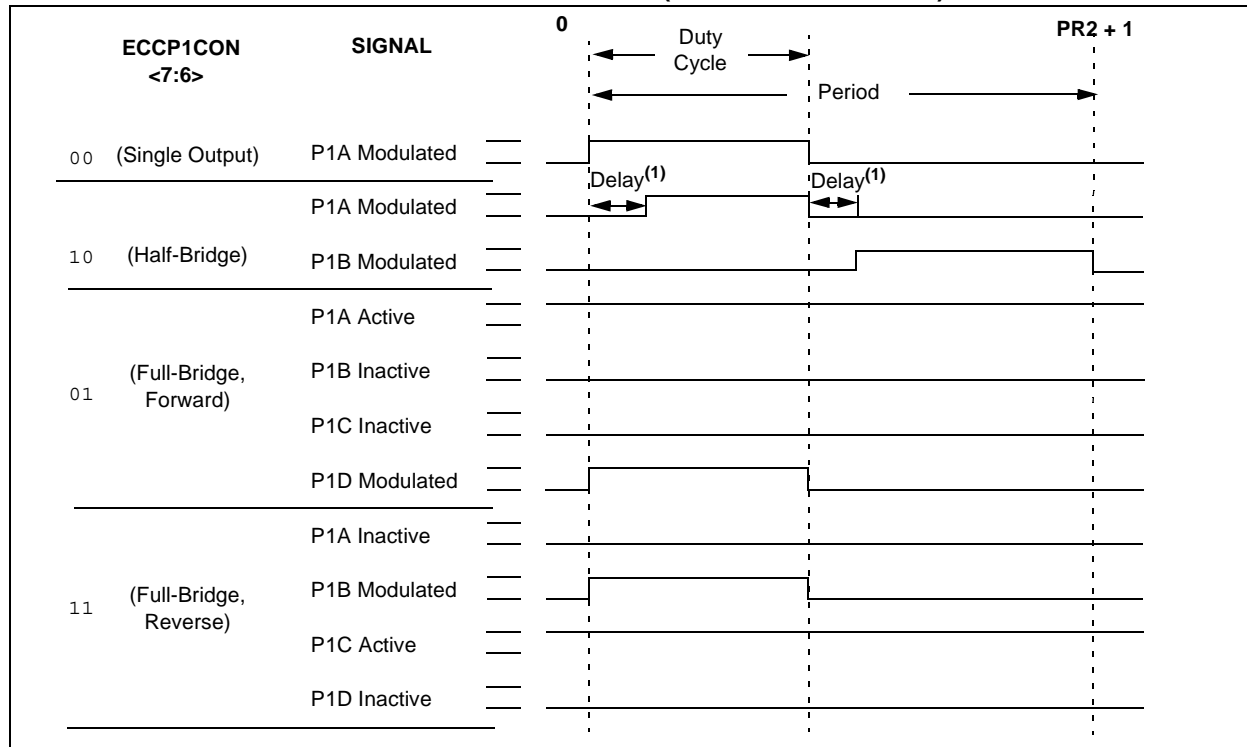 ECCP1CON
<7:6>
SIGNAL
0
PR2 + 1
Duty
Cycle
Period
00 (Single Output) P1A Modulated
Delay(1)
Delay(1)
P1A Modulated
10 (Half-Bridge) P1B Modulated
P1A Active
01 (Full-Bridge,
Forward)
P1B Inactive
P1C Inactive
P1D Modulated
P1A Inactive
11 (Full-Bridge,
Reverse)
P1B Modulated
P1C Active
P1D Inactive